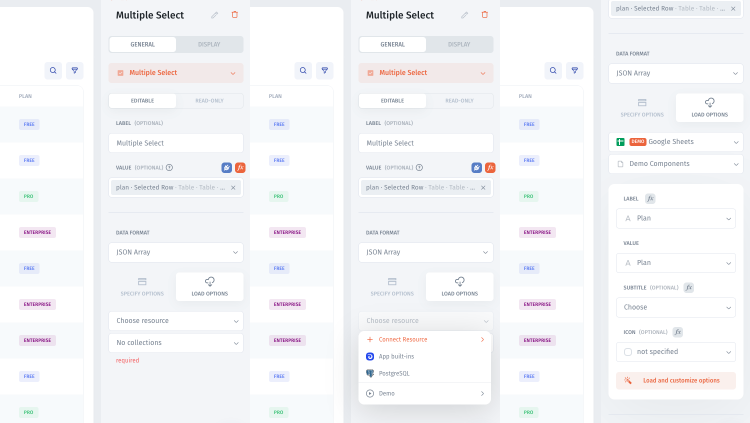 PLAN
FREE
FREE
PRO
ENTERPRISE
FREE
ENTERPRISE
ENTERPRISE
FREE
PRO
Multiple Select
GENERAL
DISPLAY
Multiple Select
EDITABLE
READ-ONLY
LABEL (OPTIONAL)
Multiple Select
VALUE (OPTIONAL) ?
fx
plan · Selected Row · Table · Table · ... ×
DATA FORMAT
JSON Array
SPECIFY OPTIONS
LOAD OPTIONS
Choose resource
No collections
required
PLAN
FREE
FREE
PRO
ENTERPRISE
FREE
ENTERPRISE
ENTERPRISE
FREE
PRO
Multiple Select
GENERAL
DISPLAY
Multiple Select
EDITABLE
READ-ONLY
LABEL (OPTIONAL)
Multiple Select
VALUE (OPTIONAL) ?
fx
plan · Selected Row · Table · Table · ... ×
DATA FORMAT
JSON Array
SPECIFY OPTIONS
LOAD OPTIONS
Choose resource
+ Connect Resource
App built-ins
PostgreSQL
Demo
PLAN
FREE
FREE
PRO
ENTERPRISE
FREE
ENTERPRISE
ENTERPRISE
FREE
PRO
plan · Selected Row · Table · Table · ... ×
DATA FORMAT
JSON Array
SPECIFY OPTIONS
LOAD OPTIONS
DEMO Google Sheets
Demo Components
LABEL fx
A Plan
VALUE
A Plan
SUBTITLE (OPTIONAL) fx
Choose
ICON (OPTIONAL) fx
not specified
Load and customize options